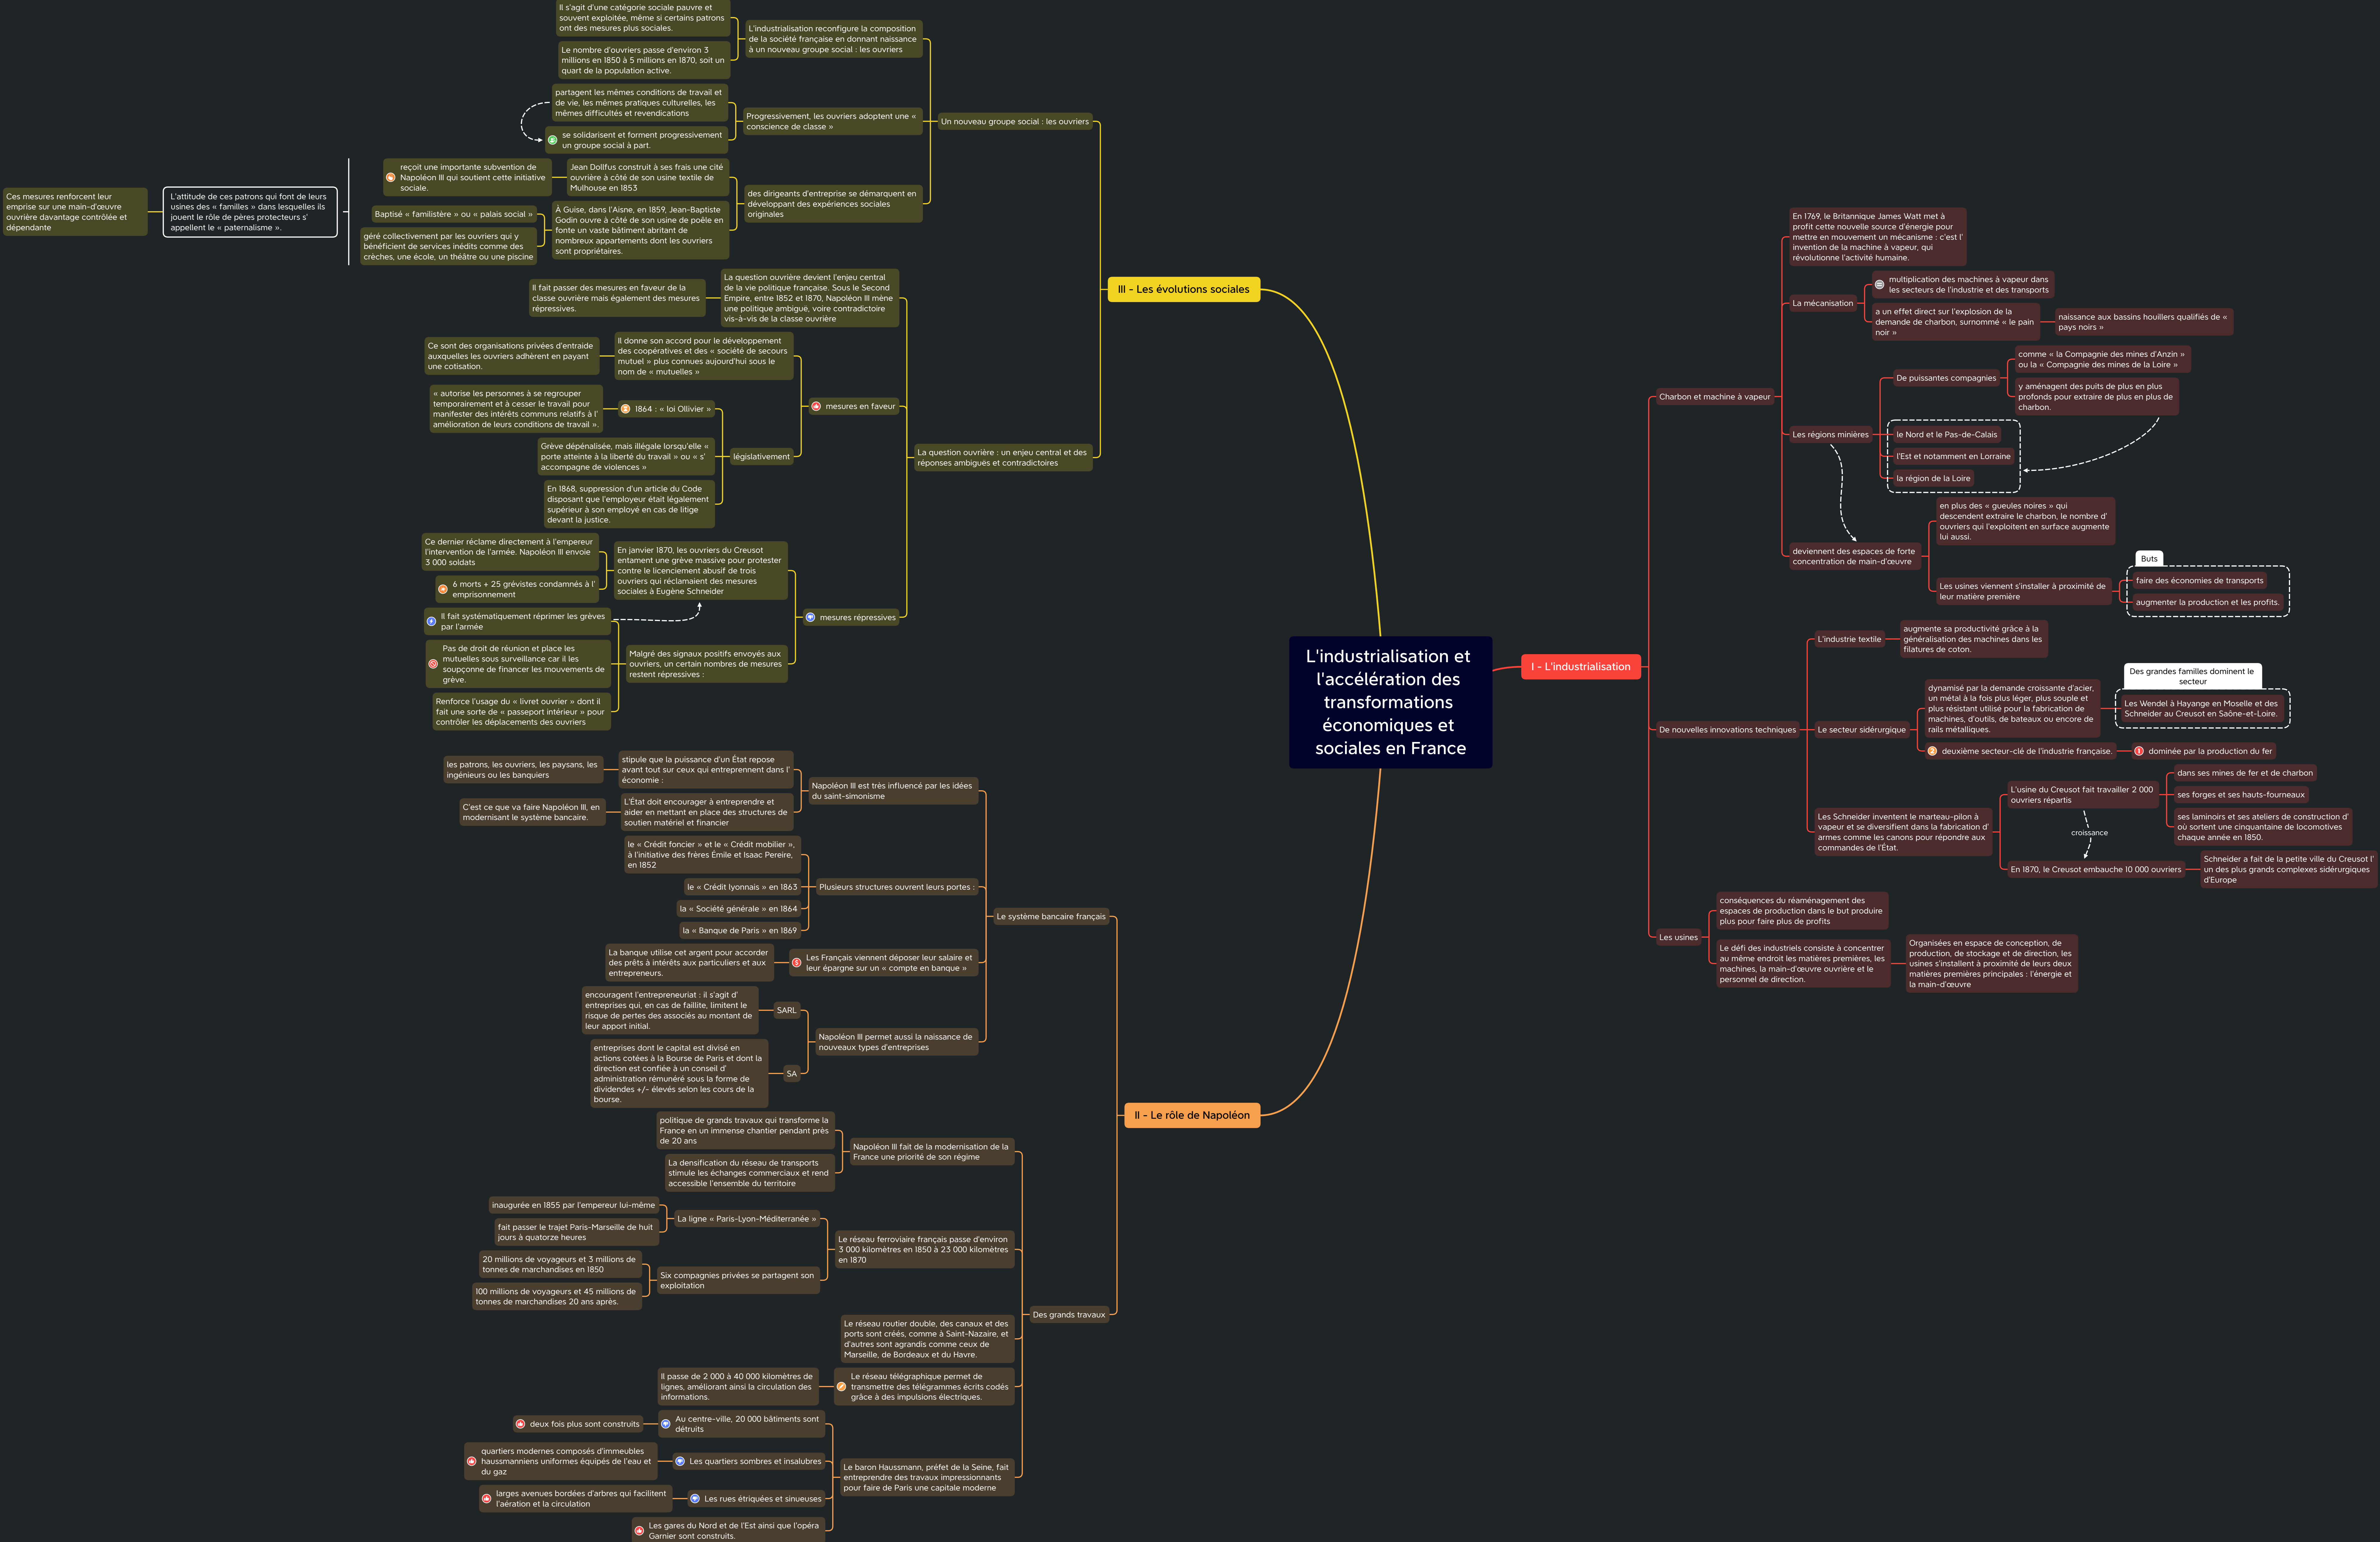 L'industrialisation et
l'accélération des
transformations
économiques et
sociales en France
I - L'industrialisation
Charbon et machine à vapeur
En 1769, le Britannique James Watt met à
profit cette nouvelle source d'énergie pour
mettre en mouvement un mécanisme : c'est l'
invention de la machine à vapeur, qui
révolutionne l'activité humaine.
La mécanisation
multiplication des machines à vapeur dans
les secteurs de l'industrie et des transports
a un effet direct sur l'explosion de la
demande de charbon, surnommé « le pain
noir »
naissance aux bassins houillers qualifiés de «
pays noirs »
Les régions minières
De puissantes compagnies
comme « la Compagnie des mines d'Anzin »
ou la « Compagnie des mines de la Loire »
y aménagent des puits de plus en plus
profonds pour extraire de plus en plus de
charbon.
le Nord et le Pas-de-Calais
l'Est et notamment en Lorraine
la région de la Loire
deviennent des espaces de forte
concentration de main-d'œuvre
en plus des « gueules noires » qui
descendent extraire le charbon, le nombre d'
ouvriers qui l'exploitent en surface augmente
lui aussi.
Les usines viennent s'installer à proximité de
leur matière première
Buts
faire des économies de transports
augmenter la production et les profits.
De nouvelles innovations techniques
L'industrie textile
augmente sa productivité grâce à la
généralisation des machines dans les
filatures de coton.
Le secteur sidérurgique
dynamisé par la demande croissante d'acier,
un métal à la fois plus léger, plus souple et
plus résistant utilisé pour la fabrication de
machines, d'outils, de bateaux ou encore de
rails métalliques.
Des grandes familles dominent le
secteur
Les Wendel à Hayange en Moselle et des
Schneider au Creusot en Saône-et-Loire.
deuxième secteur-clé de l'industrie française.
dominée par la production du fer
Les Schneider inventent le marteau-pilon à
vapeur et se diversifient dans la fabrication d'
armes comme les canons pour répondre aux
commandes de l'État.
L'usine du Creusot fait travailler 2 000
ouvriers répartis
dans ses mines de fer et de charbon
ses forges et ses hauts-fourneaux
ses laminoirs et ses ateliers de construction d'
où sortent une cinquantaine de locomotives
chaque année en 1850.
croissance
En 1870, le Creusot embauche 10 000 ouvriers
Schneider a fait de la petite ville du Creusot l'
un des plus grands complexes sidérurgiques
d'Europe
Les usines
conséquences du réaménagement des
espaces de production dans le but produire
plus pour faire plus de profits
Le défi des industriels consiste à concentrer
au même endroit les matières premières, les
machines, la main-d'œuvre ouvrière et le
personnel de direction.
Organisées en espace de conception, de
production, de stockage et de direction, les
usines s'installent à proximité de leurs deux
matières premières principales : l'énergie et
la main-d'œuvre
II - Le rôle de Napoléon
Le système bancaire français
Napoléon III est très influencé par les idées
du saint-simonisme
stipule que la puissance d'un État repose
avant tout sur ceux qui entreprennent dans l'
économie :
les patrons, les ouvriers, les paysans, les
ingénieurs ou les banquiers
L'État doit encourager à entreprendre et
aider en mettant en place des structures de
soutien matériel et financier
C'est ce que va faire Napoléon III, en
modernisant le système bancaire.
Plusieurs structures ouvrent leurs portes :
le « Crédit foncier » et le « Crédit mobilier »,
à l'initiative des frères Émile et Isaac Pereire,
en 1852
le « Crédit lyonnais » en 1863
la « Société générale » en 1864
la « Banque de Paris » en 1869
Les Français viennent déposer leur salaire et
leur épargne sur un « compte en banque »
La banque utilise cet argent pour accorder
des prêts à intérêts aux particuliers et aux
entrepreneurs.
Napoléon III permet aussi la naissance de
nouveaux types d'entreprises
SARL
encouragent l'entrepreneuriat : il s'agit d'
entreprises qui, en cas de faillite, limitent le
risque de pertes des associés au montant de
leur apport initial.
SA
entreprises dont le capital est divisé en
actions cotées à la Bourse de Paris et dont la
direction est confiée à un conseil d'
administration rémunéré sous la forme de
dividendes +/- élevés selon les cours de la
bourse.
Des grands travaux
Napoléon III fait de la modernisation de la
France une priorité de son régime
politique de grands travaux qui transforme la
France en un immense chantier pendant près
de 20 ans
La densification du réseau de transports
stimule les échanges commerciaux et rend
accessible l'ensemble du territoire
Le réseau ferroviaire français passe d'environ
3 000 kilomètres en 1850 à 23 000 kilomètres
en 1870
La ligne « Paris-Lyon-Méditerranée »
inaugurée en 1855 par l'empereur lui-même
fait passer le trajet Paris-Marseille de huit
jours à quatorze heures
Six compagnies privées se partagent son
exploitation
20 millions de voyageurs et 3 millions de
tonnes de marchandises en 1850
100 millions de voyageurs et 45 millions de
tonnes de marchandises 20 ans après.
Le réseau routier double, des canaux et des
ports sont créés, comme à Saint-Nazaire, et
d'autres sont agrandis comme ceux de
Marseille, de Bordeaux et du Havre.
Le réseau télégraphique permet de
transmettre des télégrammes écrits codés
grâce à des impulsions électriques.
Il passe de 2 000 à 40 000 kilomètres de
lignes, améliorant ainsi la circulation des
informations.
Le baron Haussmann, préfet de la Seine, fait
entreprendre des travaux impressionnants
pour faire de Paris une capitale moderne
Au centre-ville, 20 000 bâtiments sont
détruits
deux fois plus sont construits
Les quartiers sombres et insalubres
quartiers modernes composés d'immeubles
haussmanniens uniformes équipés de l'eau et
du gaz
Les rues étriquées et sinueuses
larges avenues bordées d'arbres qui facilitent
l'aération et la circulation
Les gares du Nord et de l'Est ainsi que l'opéra
Garnier sont construits.
III - Les évolutions sociales
Un nouveau groupe social : les ouvriers
L'industrialisation reconfigure la composition
de la société française en donnant naissance
à un nouveau groupe social : les ouvriers
Il s'agit d'une catégorie sociale pauvre et
souvent exploitée, même si certains patrons
ont des mesures plus sociales.
Le nombre d'ouvriers passe d'environ 3
millions en 1850 à 5 millions en 1870, soit un
quart de la population active.
Progressivement, les ouvriers adoptent une «
conscience de classe »
partagent les mêmes conditions de travail et
de vie, les mêmes pratiques culturelles, les
mêmes difficultés et revendications
se solidarisent et forment progressivement
un groupe social à part.
des dirigeants d'entreprise se démarquent en
développant des expériences sociales
originales
Jean Dollfus construit à ses frais une cité
ouvrière à côté de son usine textile de
Mulhouse en 1853
reçoit une importante subvention de
Napoléon III qui soutient cette initiative
sociale.
À Guise, dans l'Aisne, en 1859, Jean-Baptiste
Godin ouvre à côté de son usine de poêle en
fonte un vaste bâtiment abritant de
nombreux appartements dont les ouvriers
sont propriétaires.
Baptisé « familistère » ou « palais social »
géré collectivement par les ouvriers qui y
bénéficient de services inédits comme des
crèches, une école, un théâtre ou une piscine
L'attitude de ces patrons qui font de leurs
usines des « familles » dans lesquelles ils
jouent le rôle de pères protecteurs s'
appellent le « paternalisme ».
Ces mesures renforcent leur
emprise sur une main-d'œuvre
ouvrière davantage contrôlée et
dépendante
La question ouvrière : un enjeu central et des
réponses ambiguës et contradictoires
La question ouvrière devient l'enjeu central
de la vie politique française. Sous le Second
Empire, entre 1852 et 1870, Napoléon III mène
une politique ambiguë, voire contradictoire
vis-à-vis de la classe ouvrière
Il fait passer des mesures en faveur de la
classe ouvrière mais également des mesures
répressives.
mesures en faveur
Il donne son accord pour le développement
des coopératives et des « société de secours
mutuel » plus connues aujourd'hui sous le
nom de « mutuelles »
Ce sont des organisations privées d'entraide
auxquelles les ouvriers adhèrent en payant
une cotisation.
législativement
1864 : « loi Ollivier »
« autorise les personnes à se regrouper
temporairement et à cesser le travail pour
manifester des intérêts communs relatifs à l'
amélioration de leurs conditions de travail ».
Grève dépénalisée, mais illégale lorsqu'elle «
porte atteinte à la liberté du travail » ou « s'
accompagne de violences »
En 1868, suppression d'un article du Code
disposant que l'employeur était légalement
supérieur à son employé en cas de litige
devant la justice.
mesures répressives
En janvier 1870, les ouvriers du Creusot
entament une grève massive pour protester
contre le licenciement abusif de trois
ouvriers qui réclamaient des mesures
sociales à Eugène Schneider
Ce dernier réclame directement à l'empereur
l'intervention de l'armée. Napoléon III envoie
3 000 soldats
6 morts + 25 grévistes condamnés à l'
emprisonnement
Malgré des signaux positifs envoyés aux
ouvriers, un certain nombres de mesures
restent répressives :
Il fait systématiquement réprimer les grèves
par l'armée
Pas de droit de réunion et place les
mutuelles sous surveillance car il les
soupçonne de financer les mouvements de
grève.
Renforce l'usage du « livret ouvrier » dont il
fait une sorte de « passeport intérieur » pour
contrôler les déplacements des ouvriers